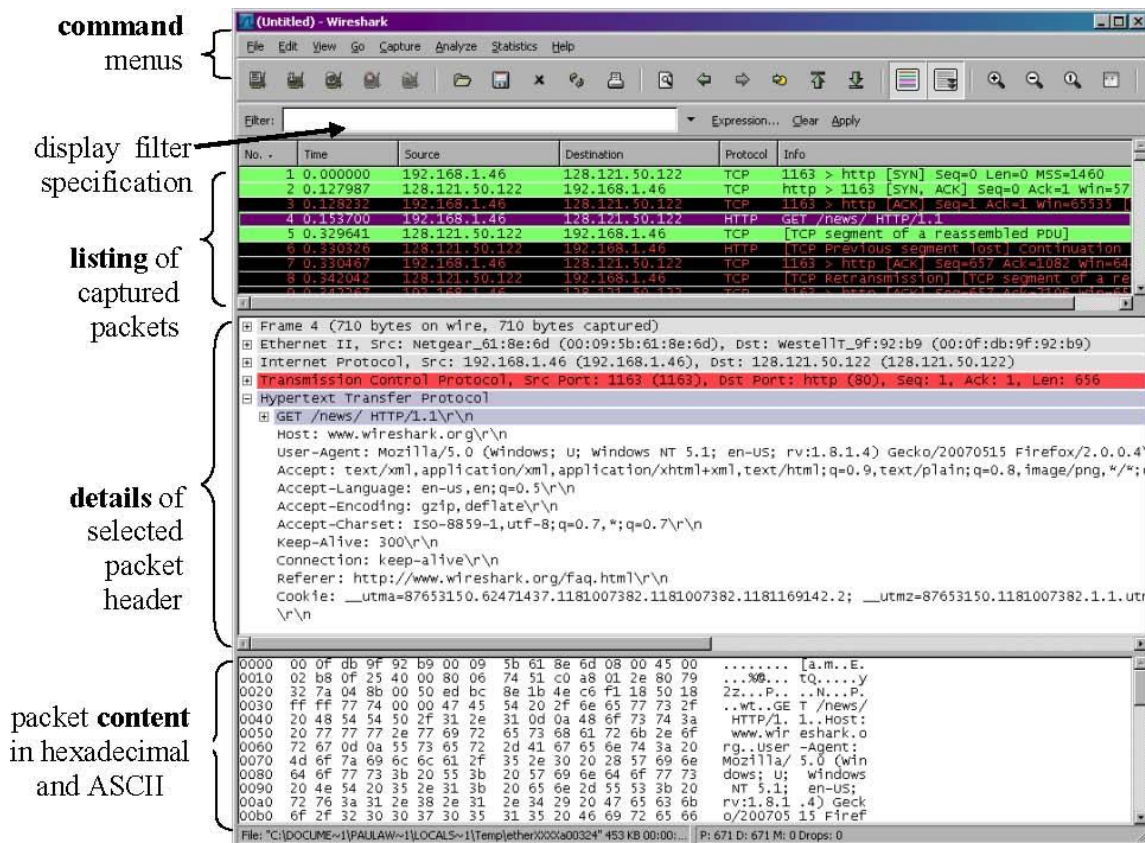 command
menus
display filter
specification
listing of
captured
packets
details of
selected
packet
header
packet content
in hexadecimal
and ASCII
(Untitled) - Wireshark
File Edit View Go Capture Analyze Statistics Help
Filter: Expression... Clear Apply
No. Time Source Destination Protocol Info
1 0.000000 192.168.1.46 128.121.50.122 TCP 1163 > http [SYN] Seq=0 Len=0 MSS=1460
2 0.127987 128.121.50.122 192.168.1.46 TCP http > 1163 [SYN, ACK] Seq=0 Ack=1 Win=57
3 0.128232 192.168.1.46 128.121.50.122 TCP 1163 > http [ACK] Seq=1 Ack=1 Win=65535 [
4 0.153700 192.168.1.46 128.121.50.122 HTTP GET /news/ HTTP/1.1
5 0.329641 128.121.50.122 192.168.1.46 TCP [TCP segment of a reassembled PDU]
6 0.330326 128.121.50.122 192.168.1.46 HTTP [TCP Previous segment lost] Continuation
7 0.330467 192.168.1.46 128.121.50.122 TCP 1163 > http [ACK] Seq=657 Ack=1082 Win=64
8 0.342042 128.121.50.122 192.168.1.46 TCP [TCP Retransmission] [TCP segment of a re
Frame 4 (710 bytes on wire, 710 bytes captured)
Ethernet II, Src: Netgear_61:8e:6d (00:09:5b:61:8e:6d), Dst: WestellT_9f:92:b9 (00:0f:db:9f:92:b9)
Internet Protocol, Src: 192.168.1.46 (192.168.1.46), Dst: 128.121.50.122 (128.121.50.122)
Transmission Control Protocol, Src Port: 1163 (1163), Dst Port: http (80), Seq: 1, Ack: 1, Len: 656
Hypertext Transfer Protocol
GET /news/ HTTP/1.1\r\n
Host: www.wireshark.org\r\n
User-Agent: Mozilla/5.0 (Windows; U; Windows NT 5.1; en-US; rv:1.8.1.4) Gecko/20070515 Firefox/2.0.0.4\
Accept: text/xml,application/xml,application/xhtml+xml,text/html;q=0.9,text/plain;q=0.8,image/png,*/*;
Accept-Language: en-us,en;q=0.5\r\n
Accept-Encoding: gzip,deflate\r\n
Accept-Charset: ISO-8859-1,utf-8;q=0.7,*;q=0.7\r\n
Keep-Alive: 300\r\n
Connection: keep-alive\r\n
Referer: http://www.wireshark.org/faq.html\r\n
Cookie: __utma=87653150.62471437.1181007382.1181007382.1181169142.2; __utmz=87653150.1181007382.1.1.utm
\r\n
0000 00 0f db 9f 92 b9 00 09 5b 61 8e 6d 08 00 45 00 ........ [a.m..E.
0010 02 b8 0f 25 40 00 80 06 74 51 c0 a8 01 2e 80 79 ...%@... tQ.....y
0020 32 7a 04 8b 00 50 ed bc 8e 1b 4e c6 f1 18 50 18 2z...P.. ..N...P.
0030 ff ff 77 74 00 00 47 45 54 20 2f 6e 65 77 73 2f ..wt..GE T /news/
0040 20 48 54 54 50 2f 31 2e 31 0d 0a 48 6f 73 74 3a HTTP/1. 1..Host:
0050 20 77 77 77 2e 77 69 72 65 73 68 61 72 6b 2e 6f www.wir eshark.o
0060 72 67 0d 0a 55 73 65 72 2d 41 67 65 6e 74 3a 20 rg..User -Agent:
0070 4d 6f 7a 69 6c 6c 61 2f 35 2e 30 20 28 57 69 6e Mozilla/ 5.0 (Win
0080 64 6f 77 73 3b 20 55 3b 20 57 69 6e 64 6f 77 73 dows; U; Windows
0090 20 4e 54 20 35 2e 31 3b 20 65 6e 2d 55 53 3b 20 NT 5.1; en-US;
00a0 72 76 3a 31 2e 38 2e 31 2e 34 29 20 47 65 63 6b rv:1.8.1 .4) Geck
00b0 6f 2f 32 30 30 37 30 35 31 35 20 46 69 72 65 66 o/200705 15 Firef
File: "C:\DOCUME~1\PAULAW~1\LOCALS~1\Temp\etherXXXXa00324" 453 KB 00:00:... P: 671 D: 671 M: 0 Drops: 0